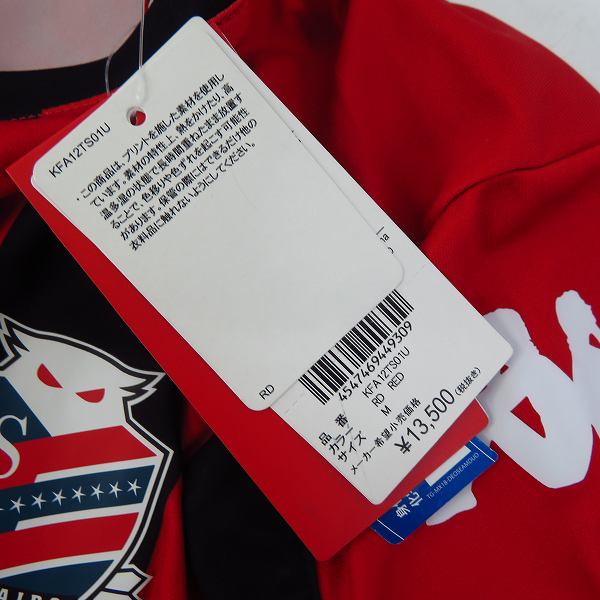 KFA12TS01U
・この商品は、プリントを施した素材を使用し
ています。素材の特性上、熱をかけたり、高
温多湿の状態で長時間重ねたまま放置す
ることで、色移りや色ずれを起こす可能性
があります。保管の際にはできるだけ他の
衣料品に触れないようにしてください。
RD
4547469449309
品 番 KFA12TS01U
カラー RD RED
サイズ M
メーカー希望小売価格
¥13,500(税抜き)
TG-MX18-DEOSEAMDUO
S